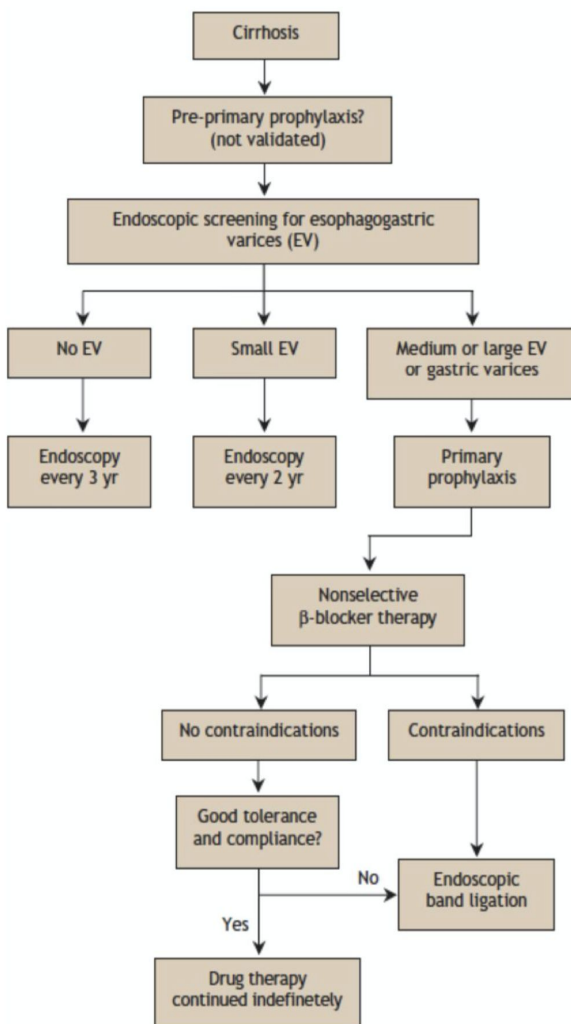 Cirrhosis
Pre-primary prophylaxis?
(not validated)
Endoscopic screening for esophagogastric
varices (EV)
No EV
Small EV
Medium or large EV
or gastric varices
Endoscopy
every 3 yr
Endoscopy
every 2 yr
Primary
prophylaxis
Nonselective
β-blocker therapy
No contraindications
Contraindications
Good tolerance
and compliance?
No
Endoscopic
band ligation
Yes
Drug therapy
continued indefinetely